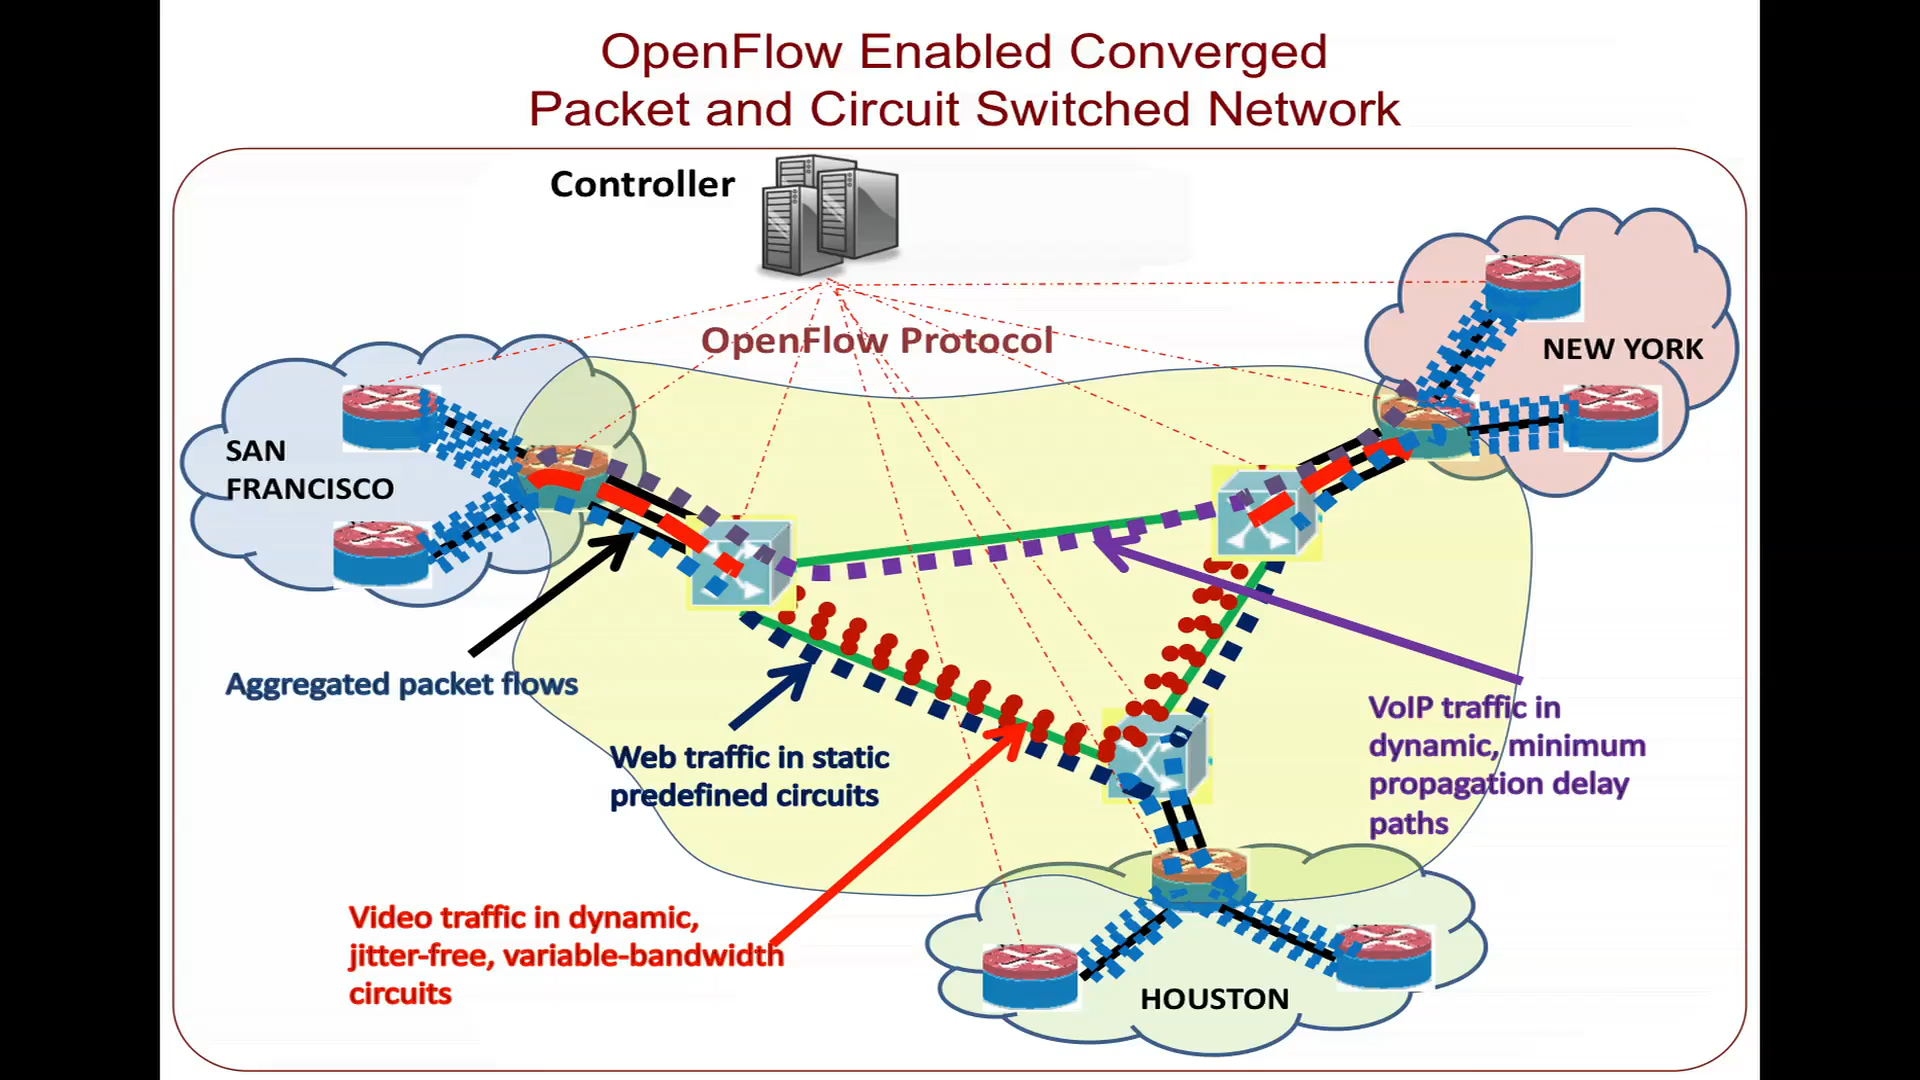 OpenFlow Enabled Converged
Packet and Circuit Switched Network
Controller
OpenFlow Protocol
NEW YORK
SAN
FRANCISCO
Aggregated packet flows
Web traffic in static
predefined circuits
VoIP traffic in
dynamic, minimum
propagation delay
paths
Video traffic in dynamic,
jitter-free, variable-bandwidth
circuits
HOUSTON